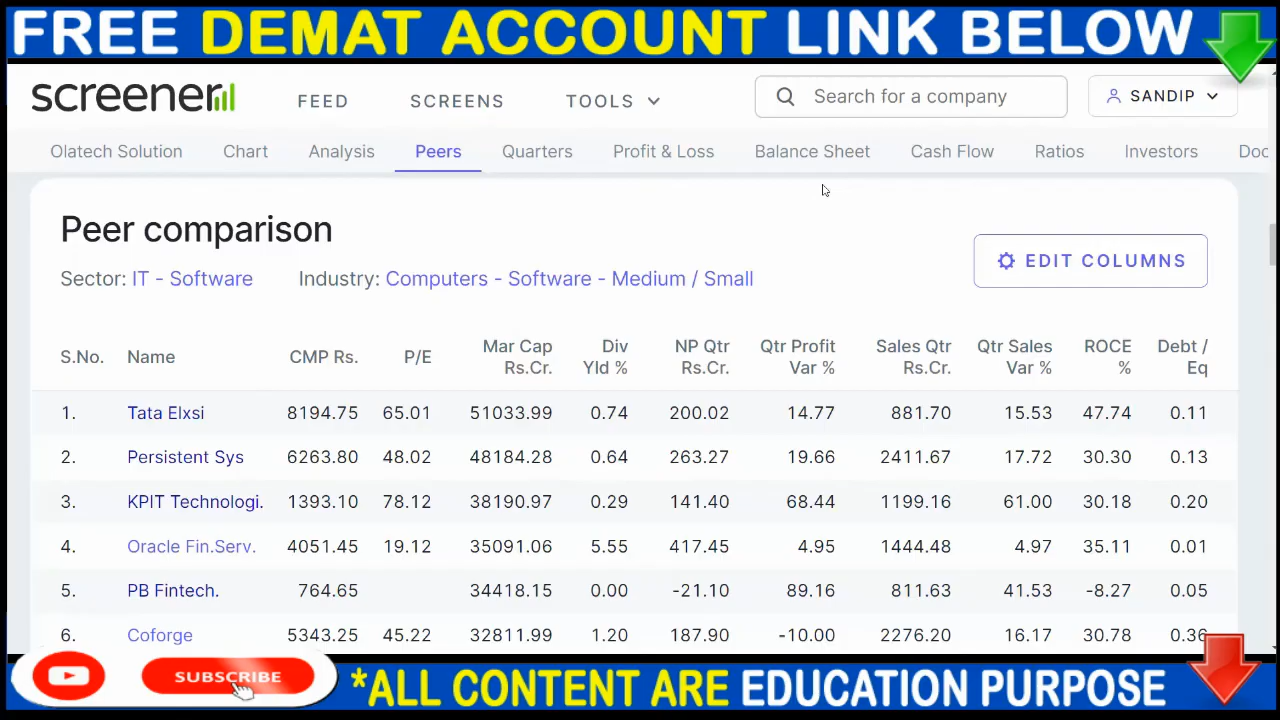 FREE DEMAT ACCOUNT LINK BELOW
screener FEED SCREENS TOOLS Search for a company SANDIP
Olatech Solution Chart Analysis Peers Quarters Profit & Loss Balance Sheet Cash Flow Ratios Investors Doc
Peer comparison
EDIT COLUMNS
Sector: IT - Software Industry: Computers - Software - Medium / Small
S.No. Name CMP Rs. P/E Mar Cap Rs.Cr. Div Yld % NP Qtr Rs.Cr. Qtr Profit Var % Sales Qtr Rs.Cr. Qtr Sales Var % ROCE % Debt / Eq
1. Tata Elxsi 8194.75 65.01 51033.99 0.74 200.02 14.77 881.70 15.53 47.74 0.11
2. Persistent Sys 6263.80 48.02 48184.28 0.64 263.27 19.66 2411.67 17.72 30.30 0.13
3. KPIT Technologi. 1393.10 78.12 38190.97 0.29 141.40 68.44 1199.16 61.00 30.18 0.20
4. Oracle Fin.Serv. 4051.45 19.12 35091.06 5.55 417.45 4.95 1444.48 4.97 35.11 0.01
5. PB Fintech. 764.65 34418.15 0.00 -21.10 89.16 811.63 41.53 -8.27 0.05
6. Coforge 5343.25 45.22 32811.99 1.20 187.90 -10.00 2276.20 16.17 30.78 0.36
SUBSCRIBE
*ALL CONTENT ARE EDUCATION PURPOSE